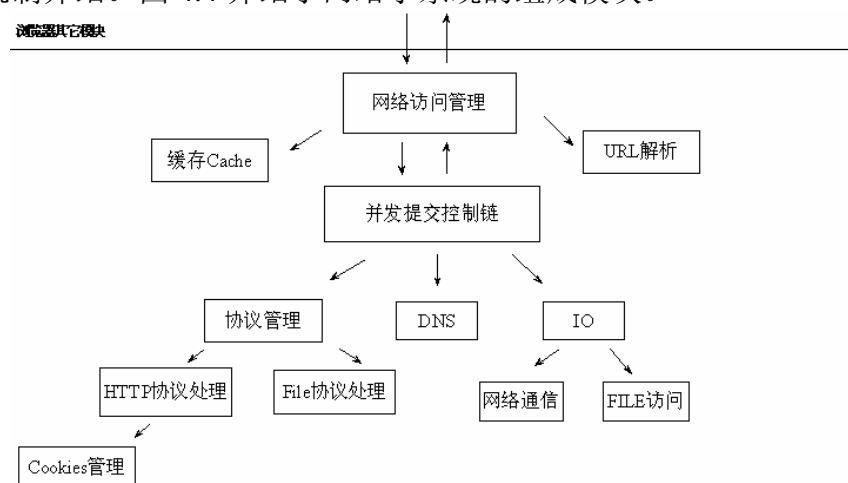 浏览器其它模块
网络访问管理
缓存Cache
URL解析
并发提交控制链
协议管理
DNS
IO
HTTP协议处理
File协议处理
网络通信
FILE访问
Cookies管理